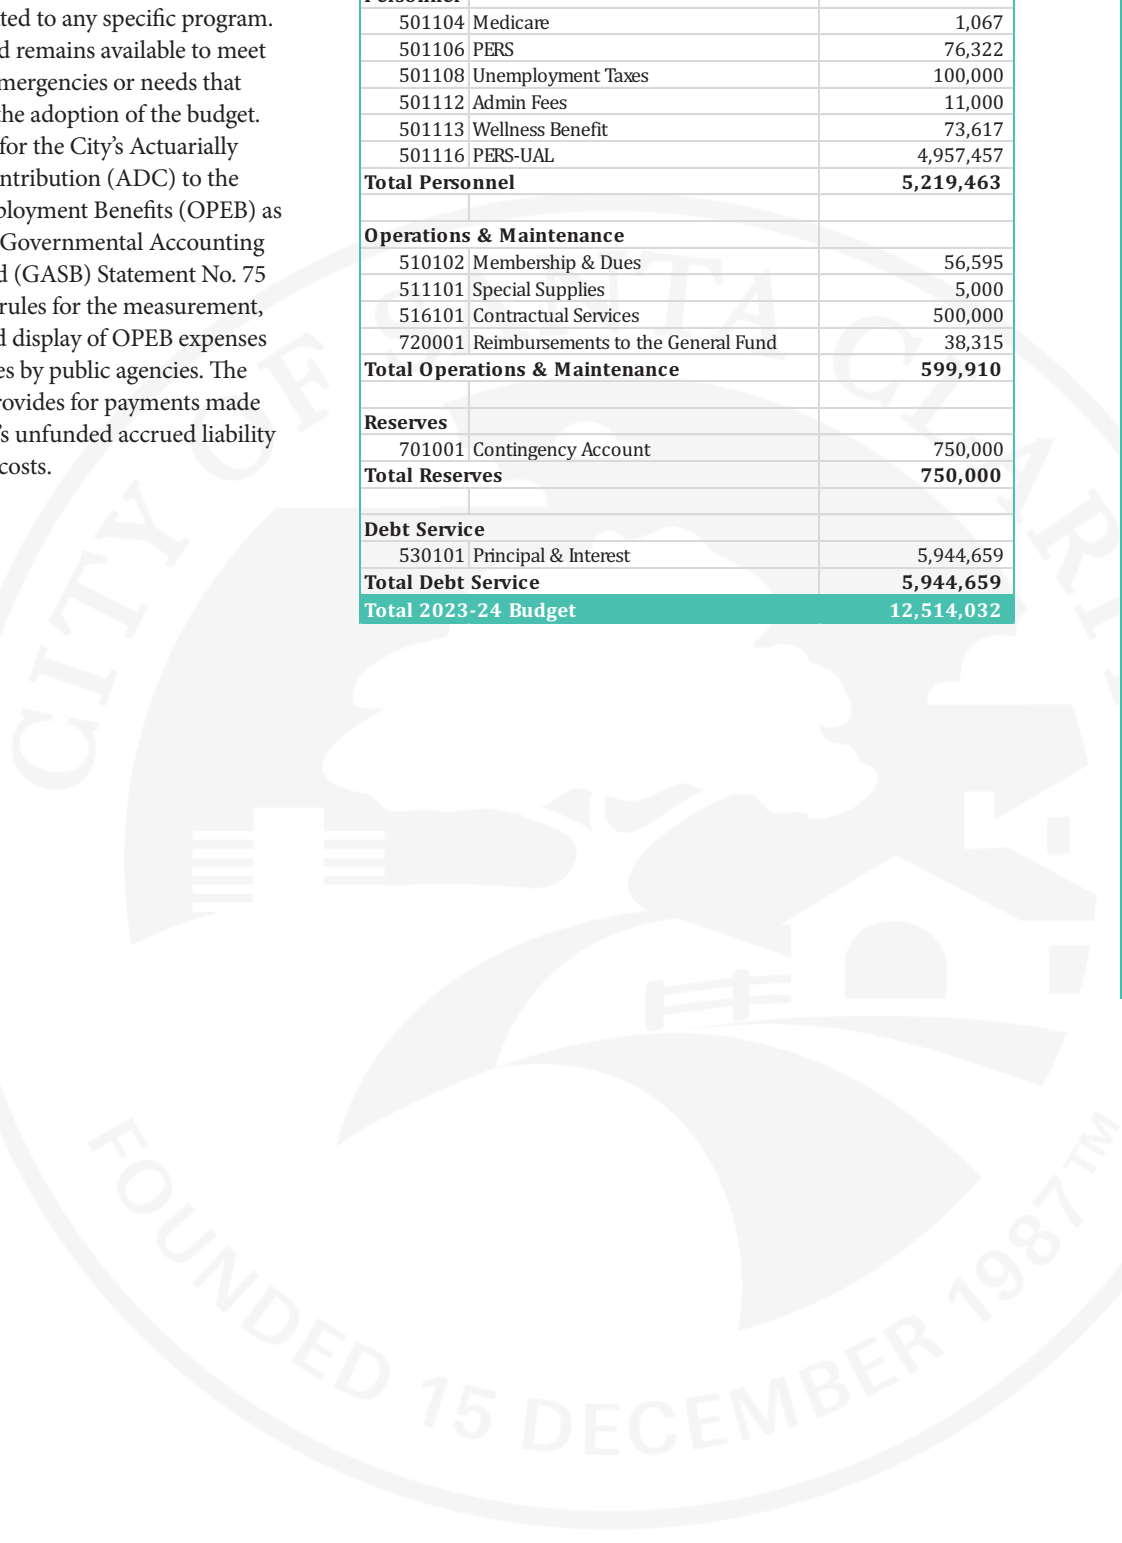 ted to any specific program.
d remains available to meet
mergencies or needs that
the adoption of the budget.
for the City’s Actuarially
ntribution (ADC) to the
ployment Benefits (OPEB) as
Governmental Accounting
d (GASB) Statement No. 75
rules for the measurement,
d display of OPEB expenses
es by public agencies. The
rovides for payments made
’s unfunded accrued liability
costs.
Personnel
501104 Medicare 1,067
501106 PERS 76,322
501108 Unemployment Taxes 100,000
501112 Admin Fees 11,000
501113 Wellness Benefit 73,617
501116 PERS-UAL 4,957,457
Total Personnel 5,219,463
Operations & Maintenance
510102 Membership & Dues 56,595
511101 Special Supplies 5,000
516101 Contractual Services 500,000
720001 Reimbursements to the General Fund 38,315
Total Operations & Maintenance 599,910
Reserves
701001 Contingency Account 750,000
Total Reserves 750,000
Debt Service
530101 Principal & Interest 5,944,659
Total Debt Service 5,944,659
Total 2023-24 Budget 12,514,032
CITY OF SANTA CLARI
FOUNDED 15 DECEMBER 1987™